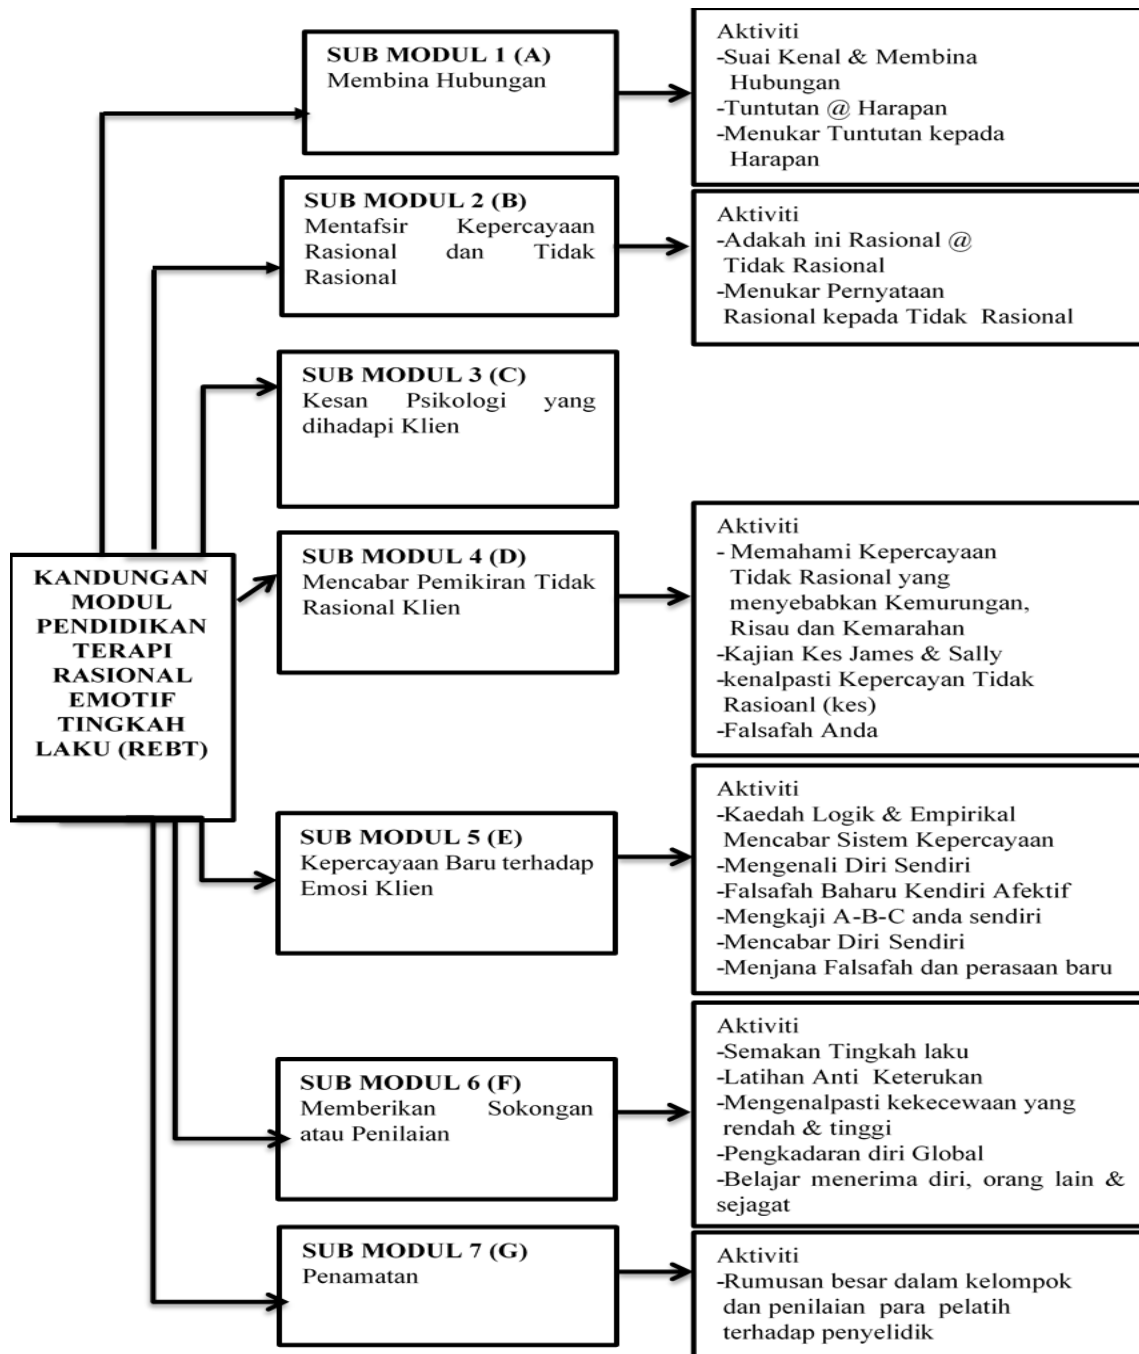 SUB MODUL 1 (A)
Membina Hubungan
Aktiviti
-Suai Kenal & Membina
Hubungan
-Tuntutan @ Harapan
-Menukar Tuntutan kepada
Harapan
SUB MODUL 2 (B)
Mentafsir Kepercayaan
Rasional dan Tidak
Rasional
Aktiviti
-Adakah ini Rasional @
Tidak Rasional
-Menukar Pernyataan
Rasional kepada Tidak Rasional
SUB MODUL 3 (C)
Kesan Psikologi yang
dihadapi Klien
KANDUNGAN
MODUL
PENDIDIKAN
TERAPI
RASIONAL
EMOTIF
TINGKAH
LAKU (REBT)
SUB MODUL 4 (D)
Mencabar Pemikiran Tidak
Rasional Klien
Aktiviti
- Memahami Kepercayaan
Tidak Rasional yang
menyebabkan Kemurungan,
Risau dan Kemarahan
-Kajian Kes James & Sally
-kenalpasti Kepercayan Tidak
Rasioanl (kes)
-Falsafah Anda
SUB MODUL 5 (E)
Kepercayaan Baru terhadap
Emosi Klien
Aktiviti
-Kaedah Logik & Empirikal
Mencabar Sistem Kepercayaan
-Mengenali Diri Sendiri
-Falsafah Baharu Kendiri Afektif
-Mengkaji A-B-C anda sendiri
-Mencabar Diri Sendiri
-Menjana Falsafah dan perasaan baru
SUB MODUL 6 (F)
Memberikan Sokongan
atau Penilaian
Aktiviti
-Semakan Tingkah laku
-Latihan Anti Keterukan
-Mengenalpasti kekecewaan yang
rendah & tinggi
-Pengkadaran diri Global
-Belajar menerima diri, orang lain &
sejagat
SUB MODUL 7 (G)
Penamatan
Aktiviti
-Rumusan besar dalam kelompok
dan penilaian para pelatih
terhadap penyelidik